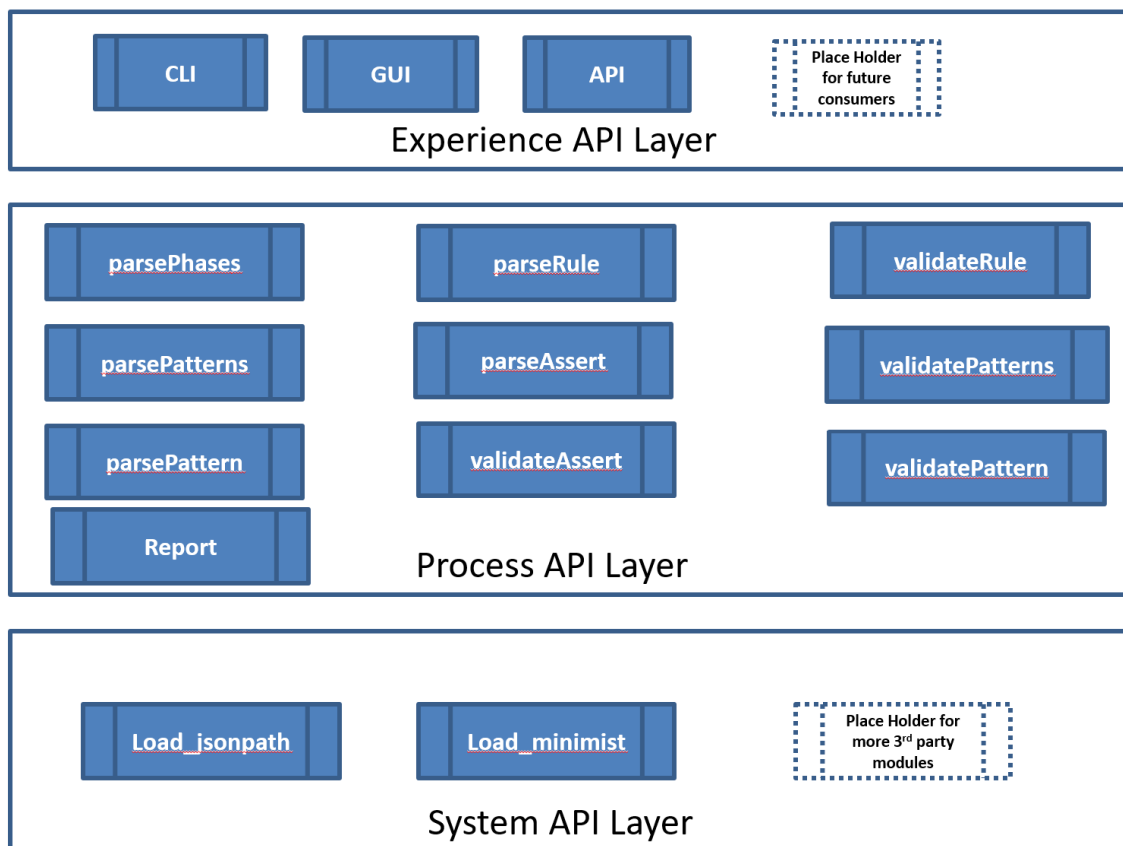 CLI
GUI
API
Place Holder
for future
consumers
Experience API Layer
parsePhases
parseRule
validateRule
parsePatterns
parseAssert
validatePatterns
parsePattern
validateAssert
validatePattern
Report
Process API Layer
Load_jsonpath
Load_minimist
Place Holder for
more 3rd party
modules
System API Layer